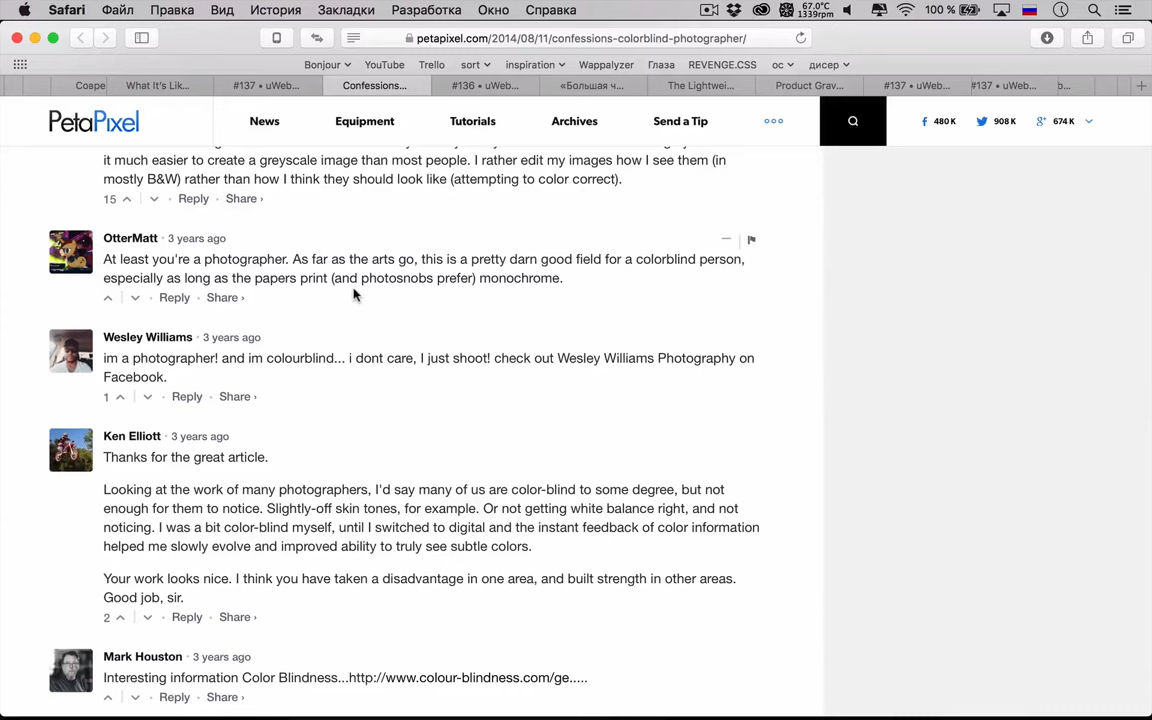 Safari Файл Правка Вид История Закладки Разработка Окно Справка 67.0°C 1339rpm 100 %
petapixel.com/2014/08/11/confessions-colorblind-photographer/
Bonjour YouTube Trello sort inspiration Wappalyzer Глаза REVENGE.CSS ос дисер
Совре What It's Lik... #137 • uWeb... Confessions... #136 • uWeb... «Большая ч... The Lightwei... Product Grav... #137 • uWeb... #137 • uWeb... b...
PetaPixel News Equipment Tutorials Archives Send a Tip 480 K 908 K 674 K
it much easier to create a greyscale image than most people. I rather edit my images how I see them (in
mostly B&W) rather than how I think they should look like (attempting to color correct).
15 Reply Share ›
OtterMatt · 3 years ago
At least you're a photographer. As far as the arts go, this is a pretty darn good field for a colorblind person,
especially as long as the papers print (and photosnobs prefer) monochrome.
Reply Share ›
Wesley Williams · 3 years ago
im a photographer! and im colourblind... i dont care, I just shoot! check out Wesley Williams Photography on
Facebook.
1 Reply Share ›
Ken Elliott · 3 years ago
Thanks for the great article.
Looking at the work of many photographers, I'd say many of us are color-blind to some degree, but not
enough for them to notice. Slightly-off skin tones, for example. Or not getting white balance right, and not
noticing. I was a bit color-blind myself, until I switched to digital and the instant feedback of color information
helped me slowly evolve and improved ability to truly see subtle colors.
Your work looks nice. I think you have taken a disadvantage in one area, and built strength in other areas.
Good job, sir.
2 Reply Share ›
Mark Houston · 3 years ago
Interesting information Color Blindness...http://www.colour-blindness.com/ge.....
Reply Share ›